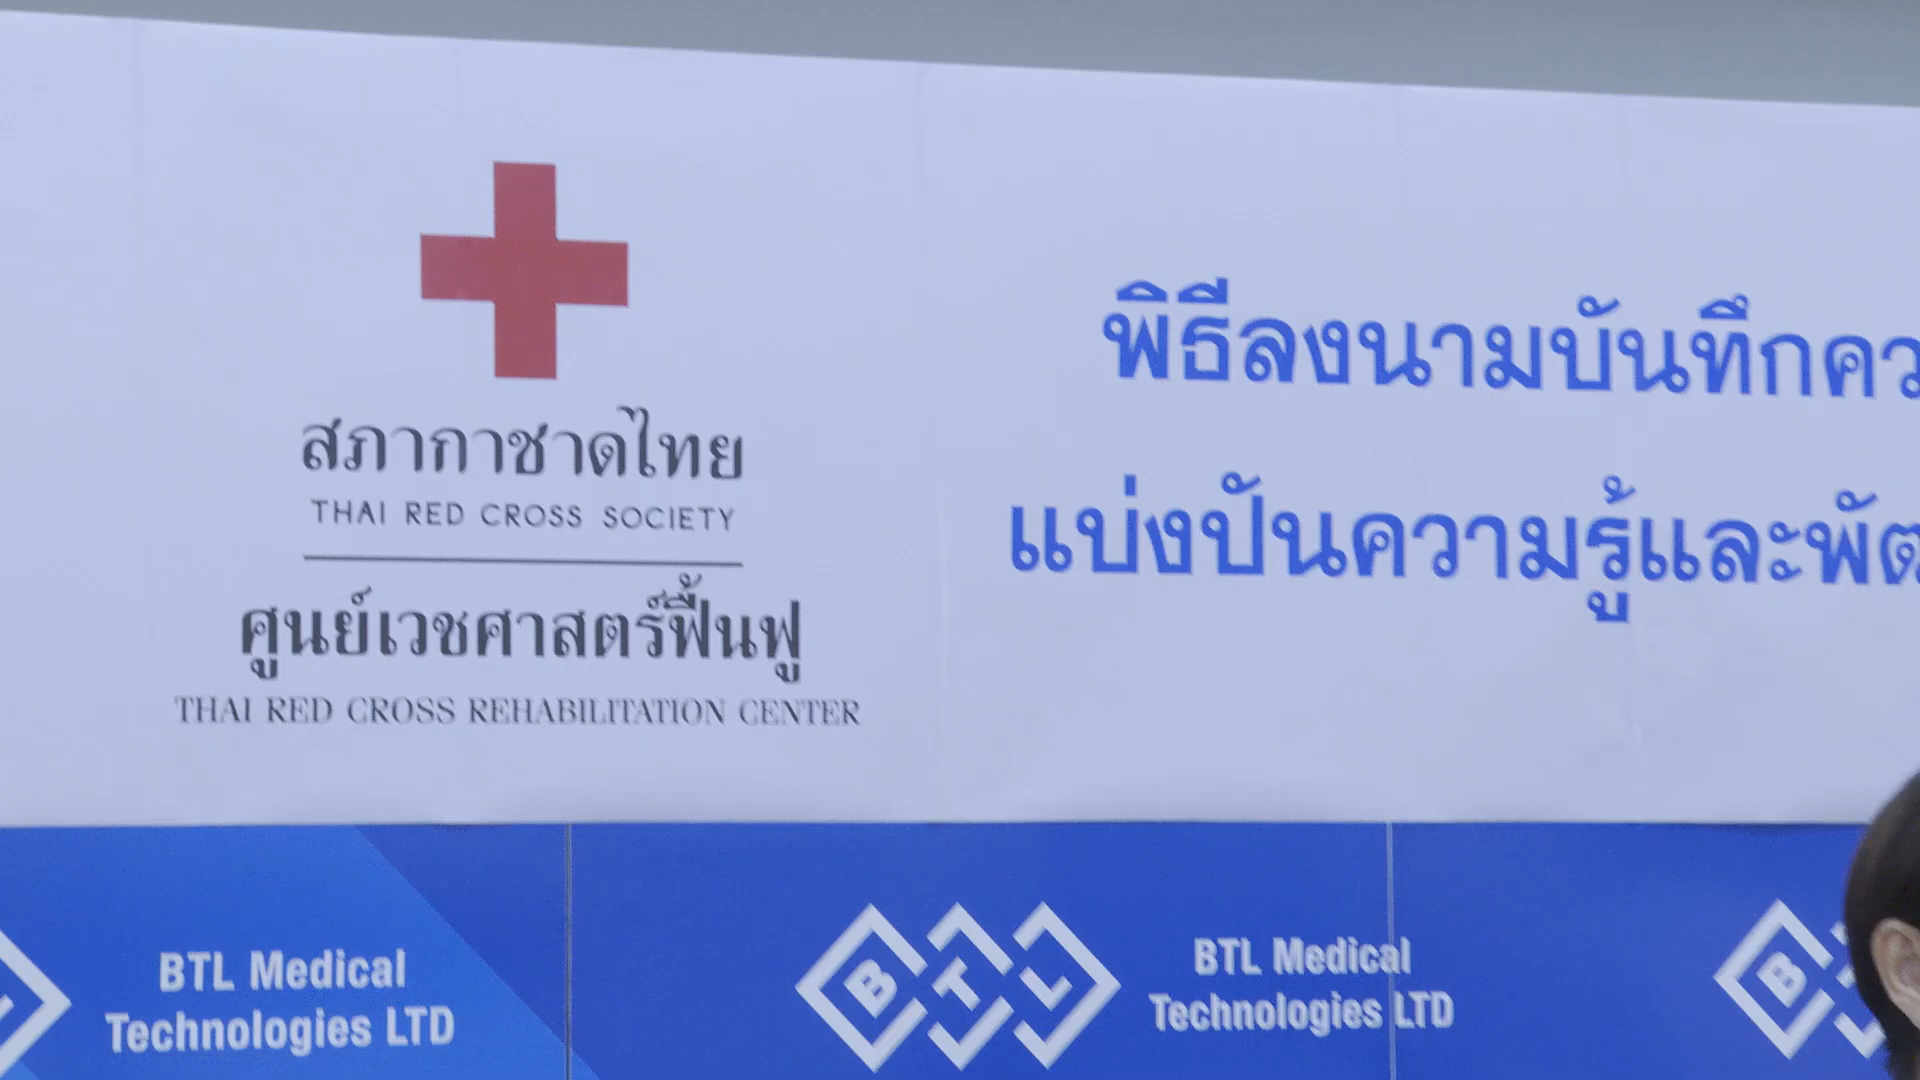 สภากาชาดไทย
THAI RED CROSS SOCIETY
ศูนย์เวชศาสตร์ฟื้นฟู
THAI RED CROSS REHABILITATION CENTER
พิธีลงนามบันทึกคว
แบ่งปันความรู้และพัต
BTL Medical
Technologies LTD
BTL
BTL Medical
Technologies LTD
B